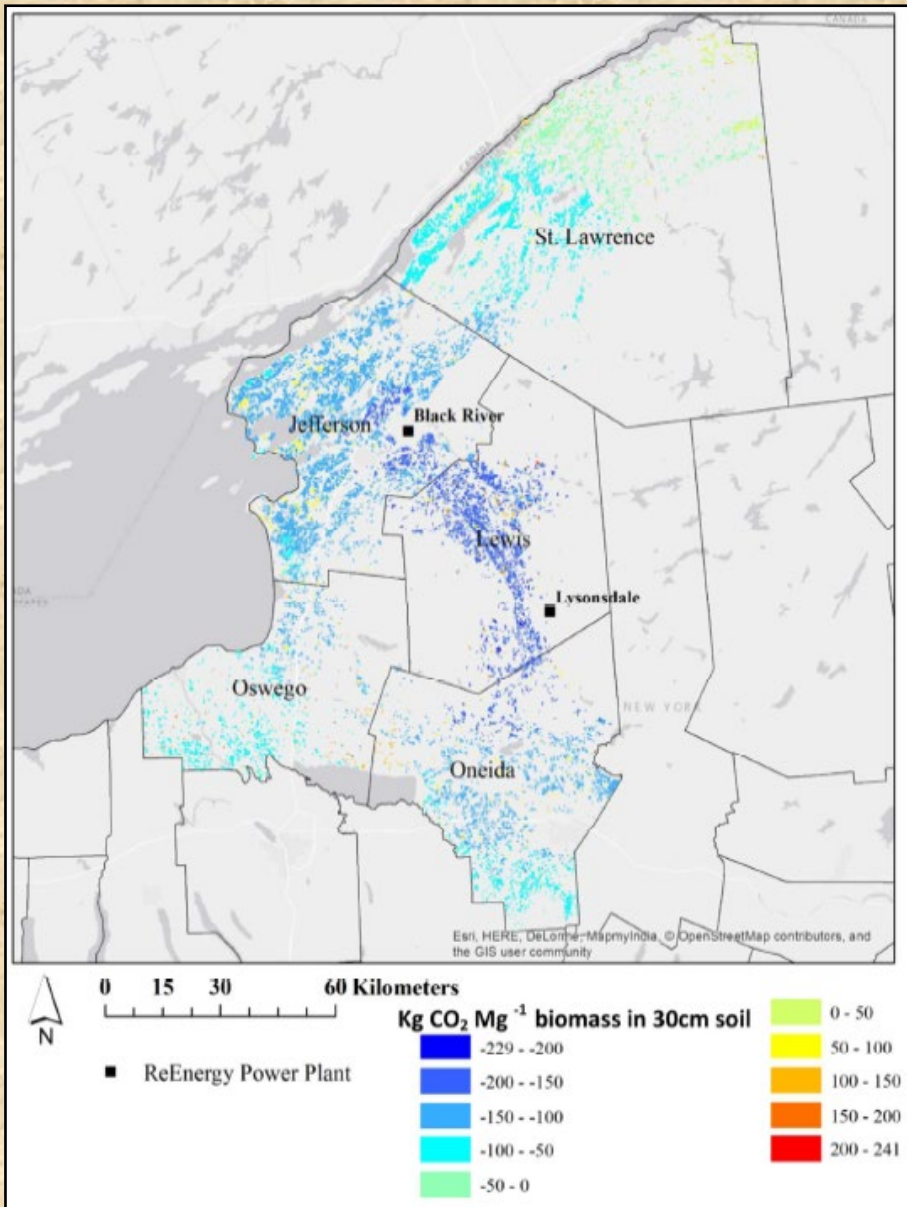 CANADA
CANADA
St. Lawrence
Black River
Jefferson
Lewis
Lysonsdale
Oswego
NEW YORK
Oneida
Esri, HERE, DeLorme, MapmyIndia, © OpenStreetMap contributors, and
the GIS user community
0 15 30 60 Kilometers
N
Kg CO₂ Mg ⁻¹ biomass in 30cm soil
ReEnergy Power Plant
-229 - -200
-200 - -150
-150 - -100
-100 - -50
-50 - 0
0 - 50
50 - 100
100 - 150
150 - 200
200 - 241